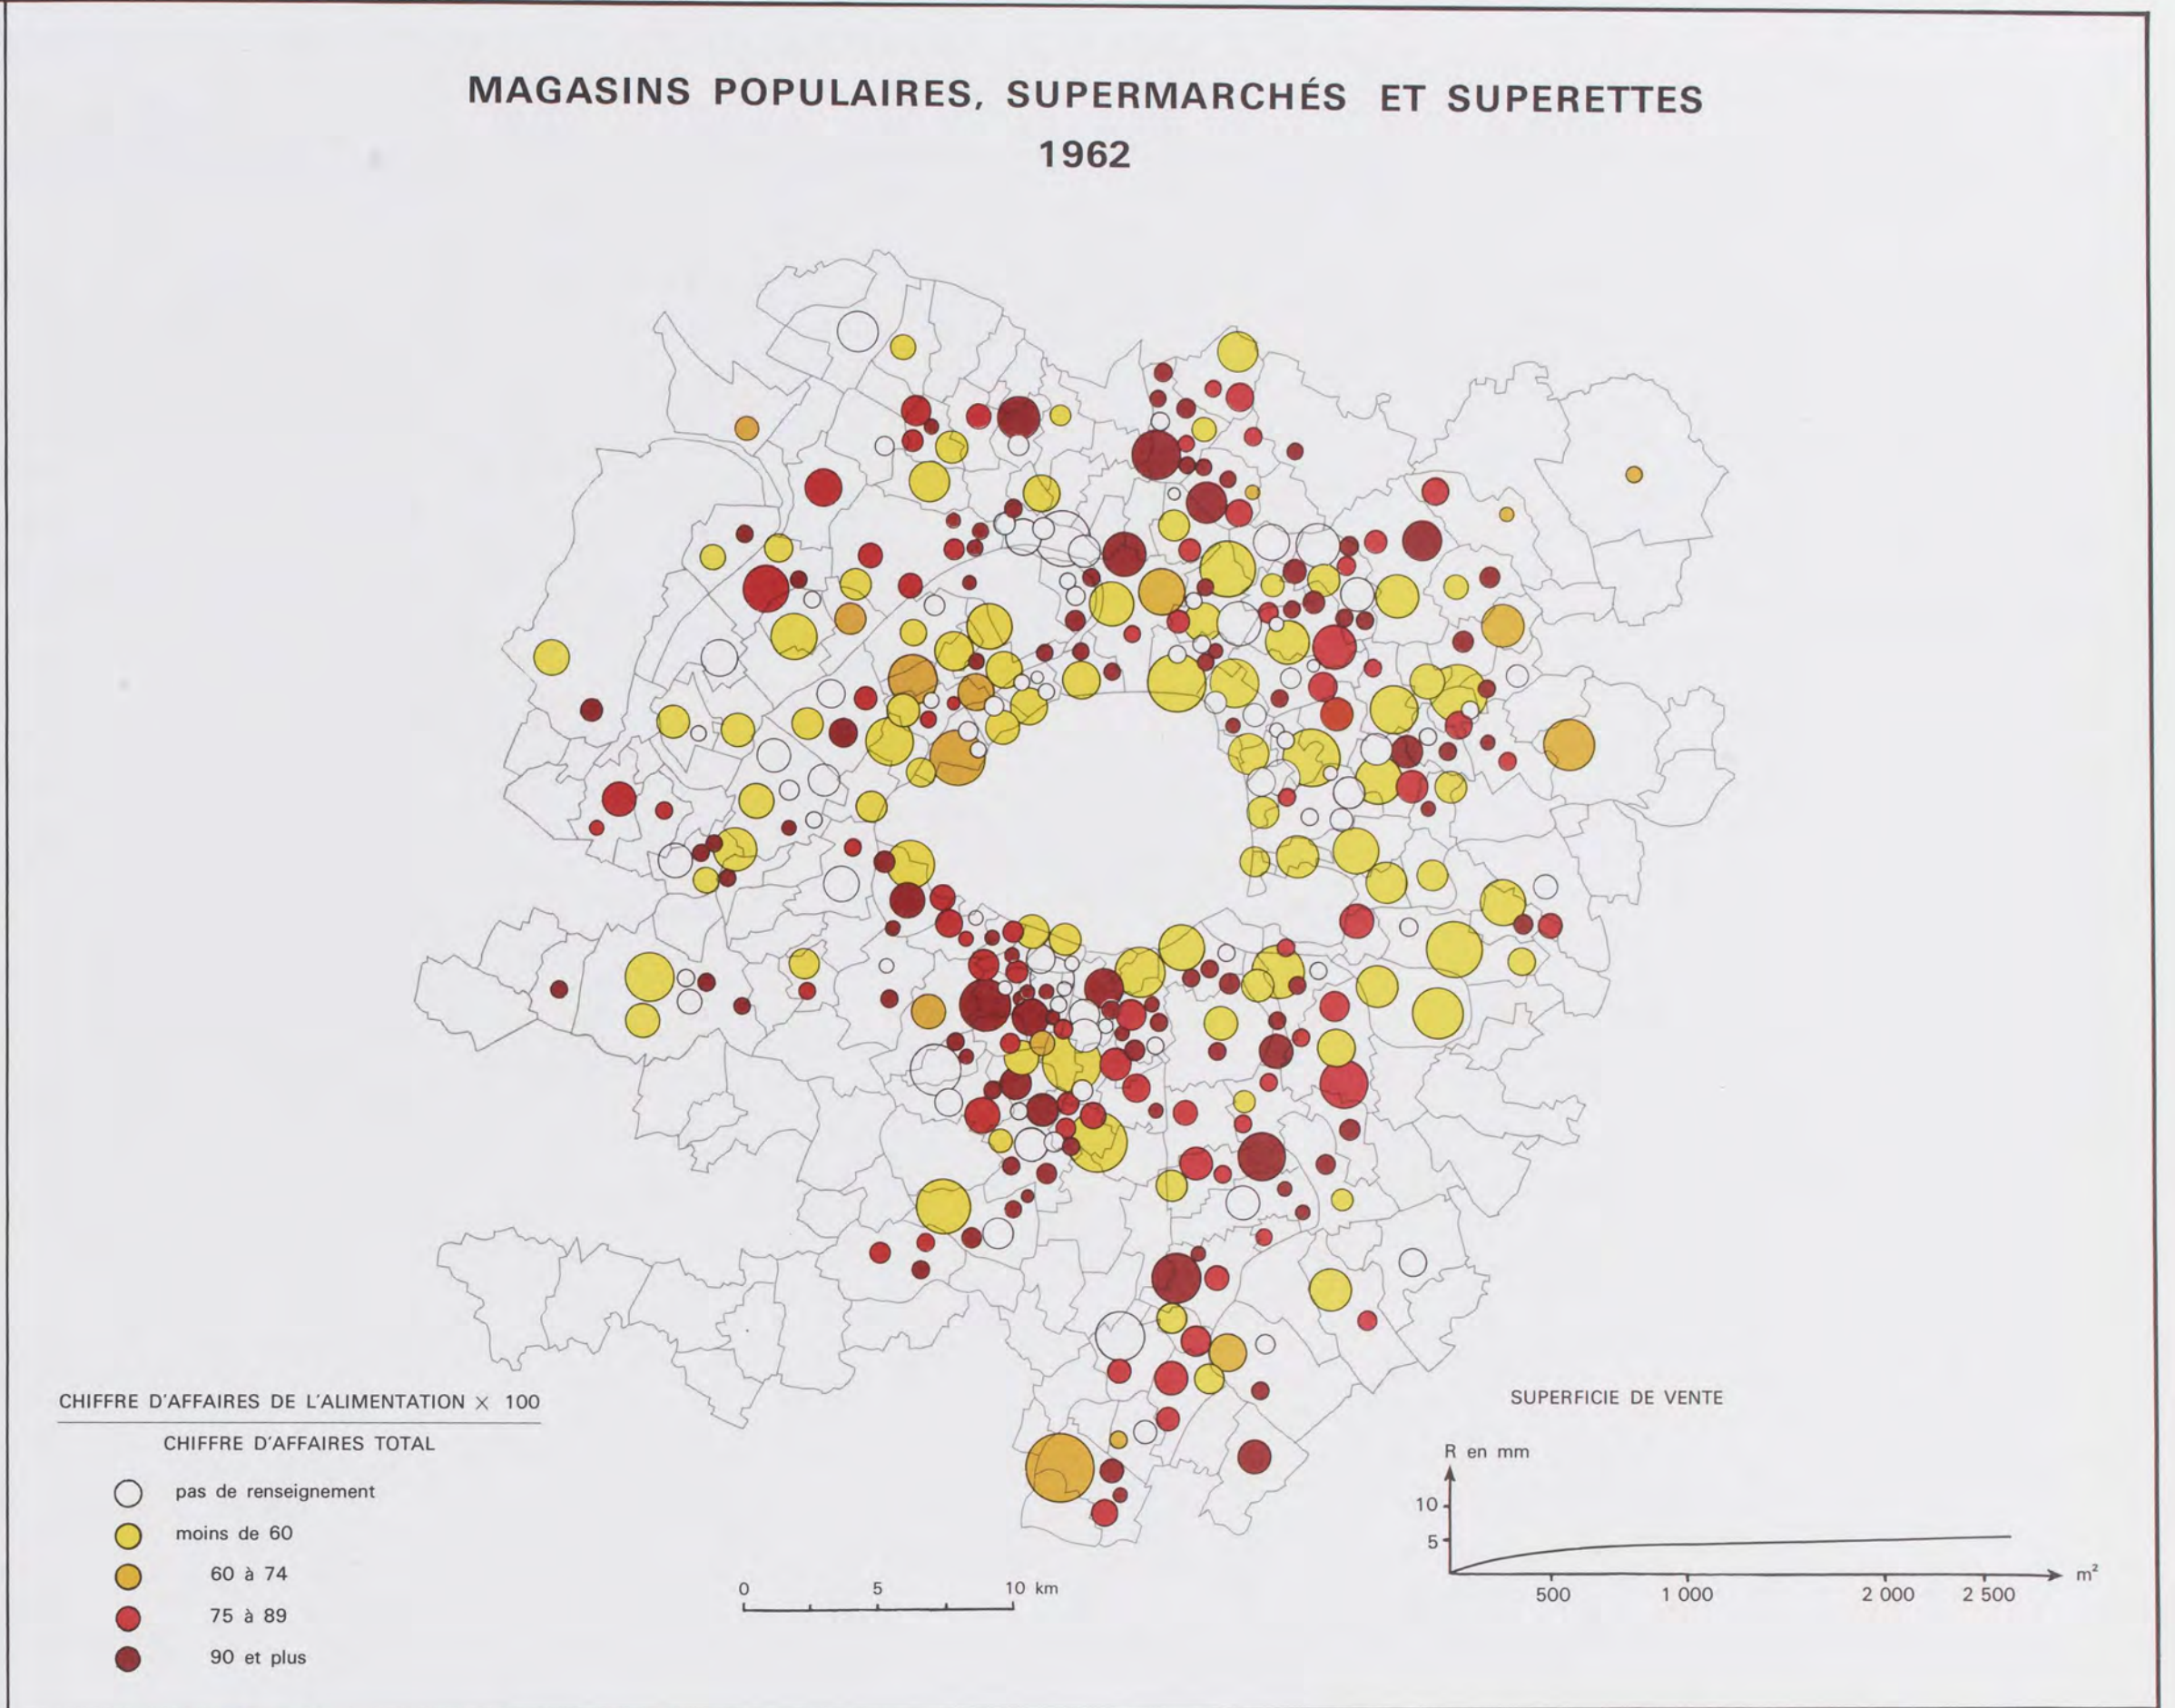 MAGASINS POPULAIRES, SUPERMARCHÉS ET SUPERETTES
1962
CHIFFRE D'AFFAIRES DE L'ALIMENTATION × 100
CHIFFRE D'AFFAIRES TOTAL
pas de renseignement
moins de 60
60 à 74
75 à 89
90 et plus
0 5 10 km
SUPERFICIE DE VENTE
R en mm
10
5
500 1 000 2 000 2 500 m²